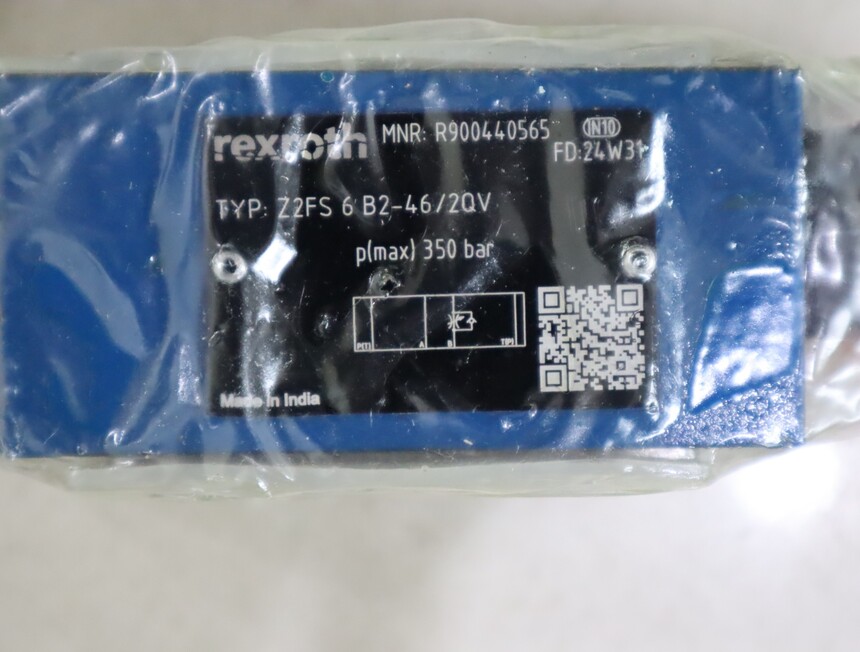 rexroth MNR: R900440565 IN10
FD:24W31
TYP: Z2FS 6 B2-46/2QV
p(max) 350 bar
P(T) A B T(P)
Made in India